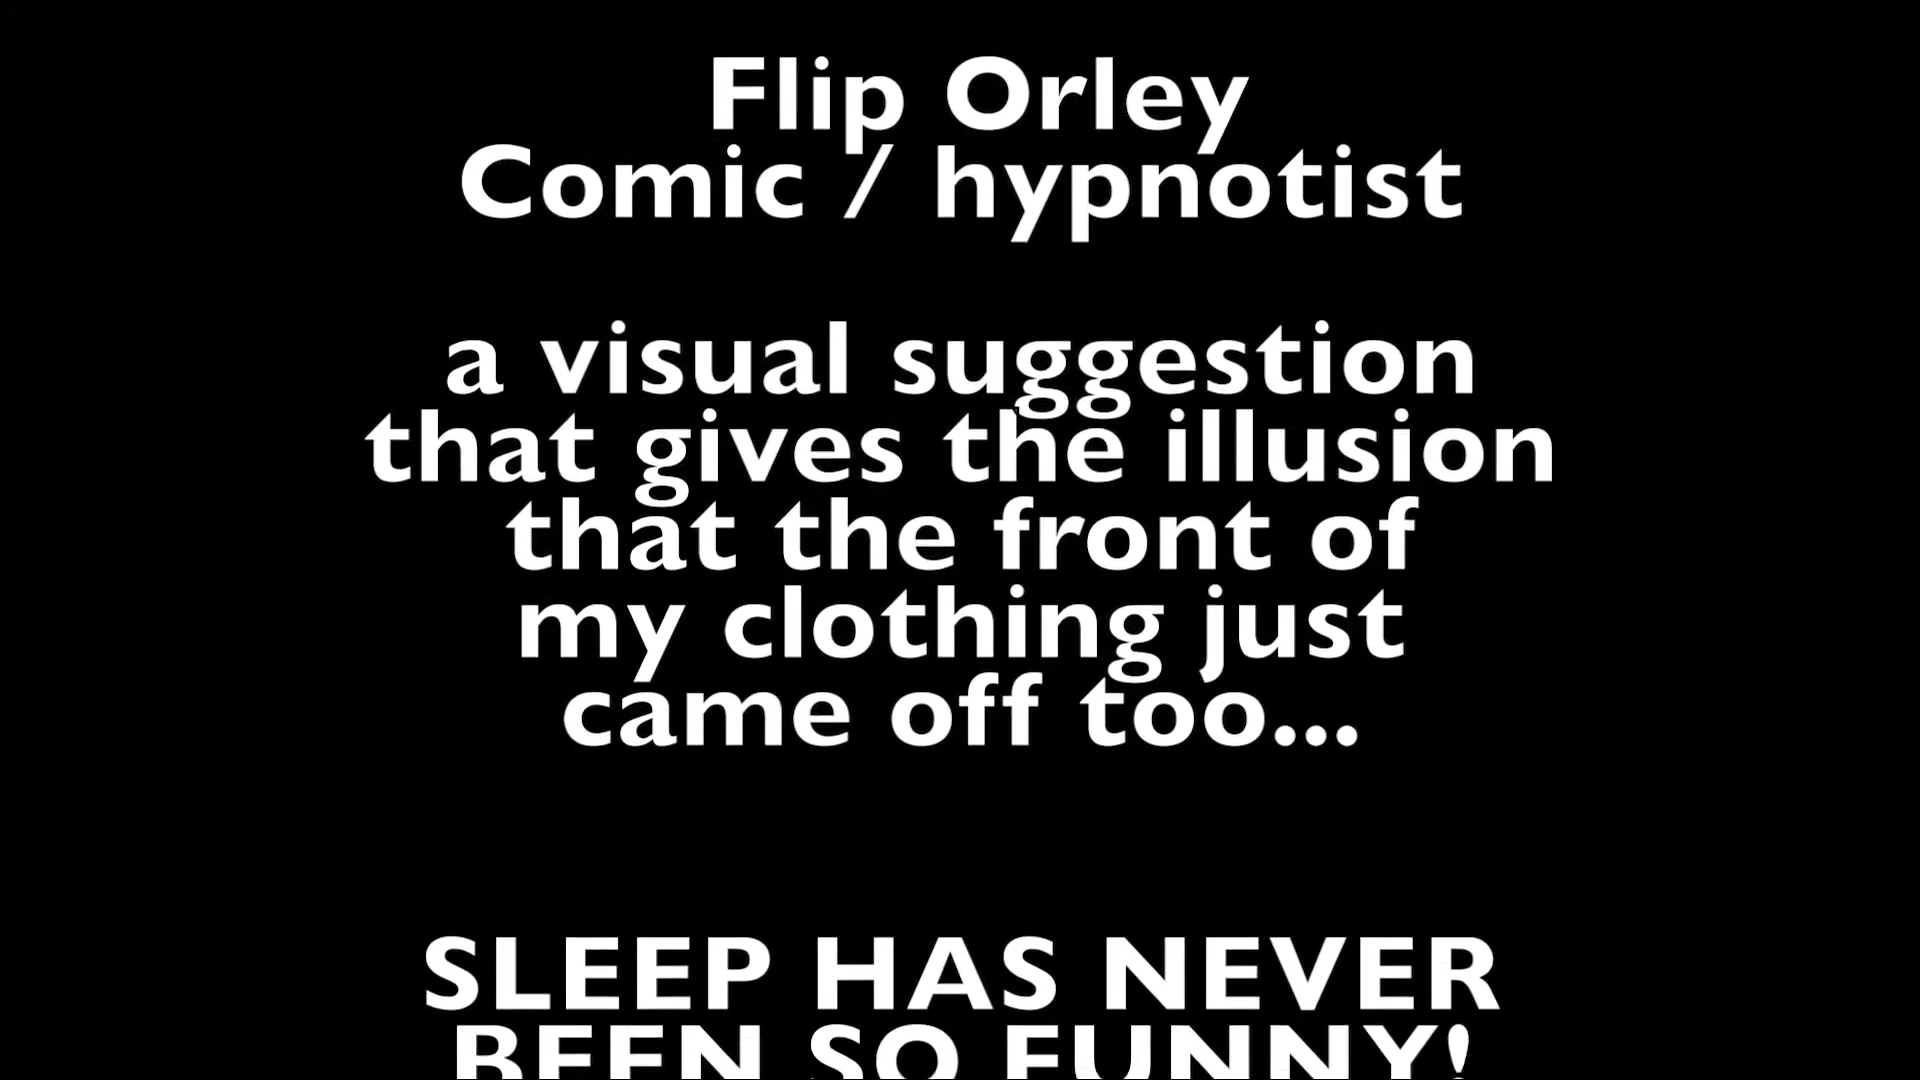 Flip Orley
Comic / hypnotist
a visual suggestion
that gives the illusion
that the front of
my clothing just
came off too...
SLEEP HAS NEVER
BEEN SO FUNNY!